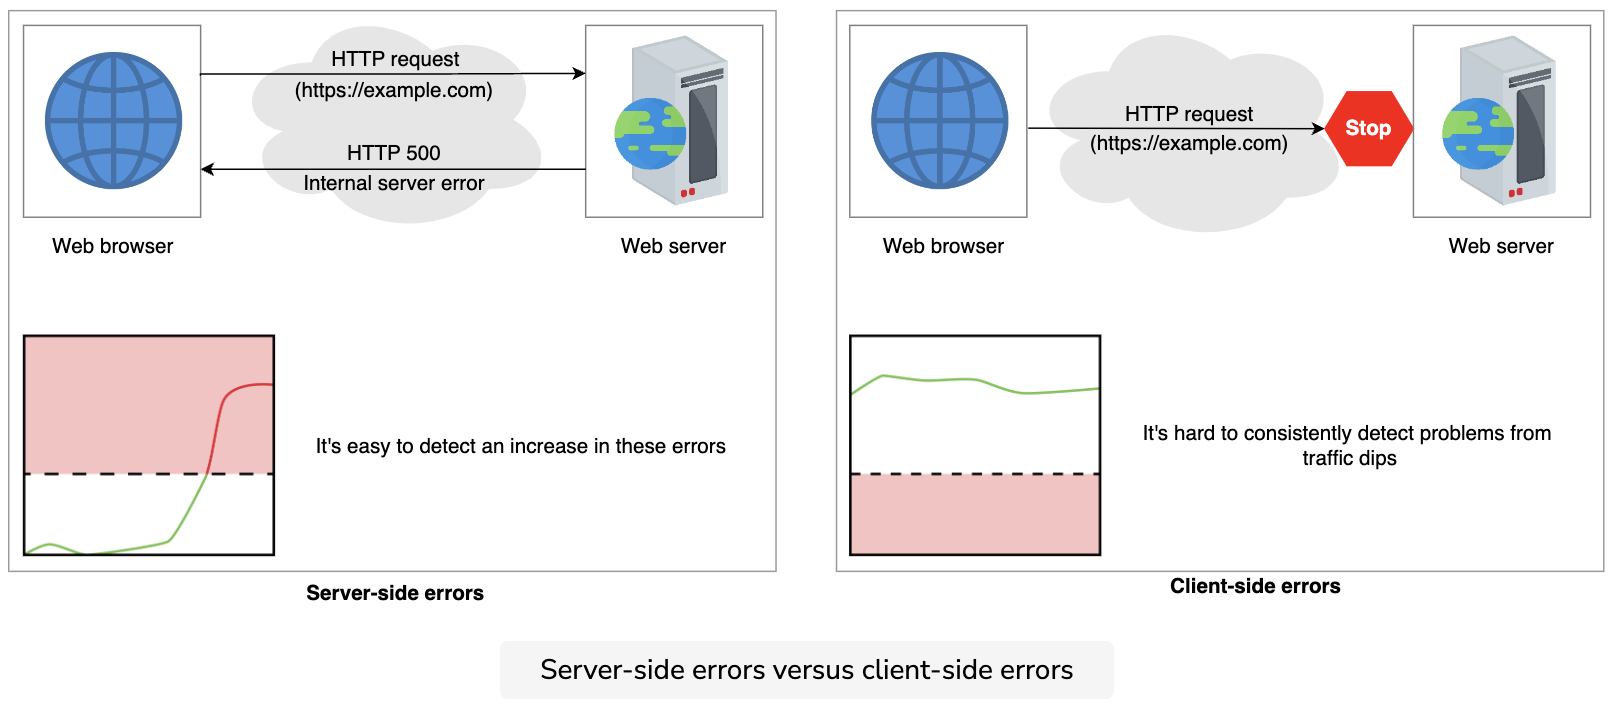 HTTP request
(https://example.com)
HTTP 500
Internal server error
Web browser
Web server
It's easy to detect an increase in these errors
Server-side errors
HTTP request
(https://example.com)
Stop
Web browser
Web server
It's hard to consistently detect problems from
traffic dips
Client-side errors
Server-side errors versus client-side errors